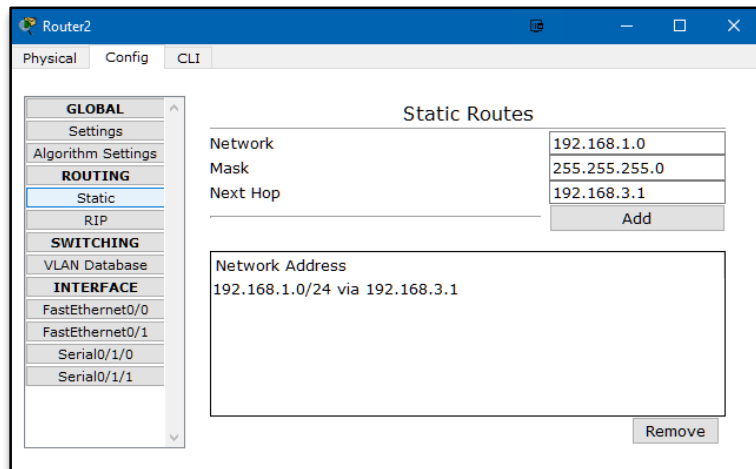 Router2
Physical Config CLI
GLOBAL
Settings
Algorithm Settings
ROUTING
Static
RIP
SWITCHING
VLAN Database
INTERFACE
FastEthernet0/0
FastEthernet0/1
Serial0/1/0
Serial0/1/1
Static Routes
Network 192.168.1.0
Mask 255.255.255.0
Next Hop 192.168.3.1
Add
Network Address
192.168.1.0/24 via 192.168.3.1
Remove